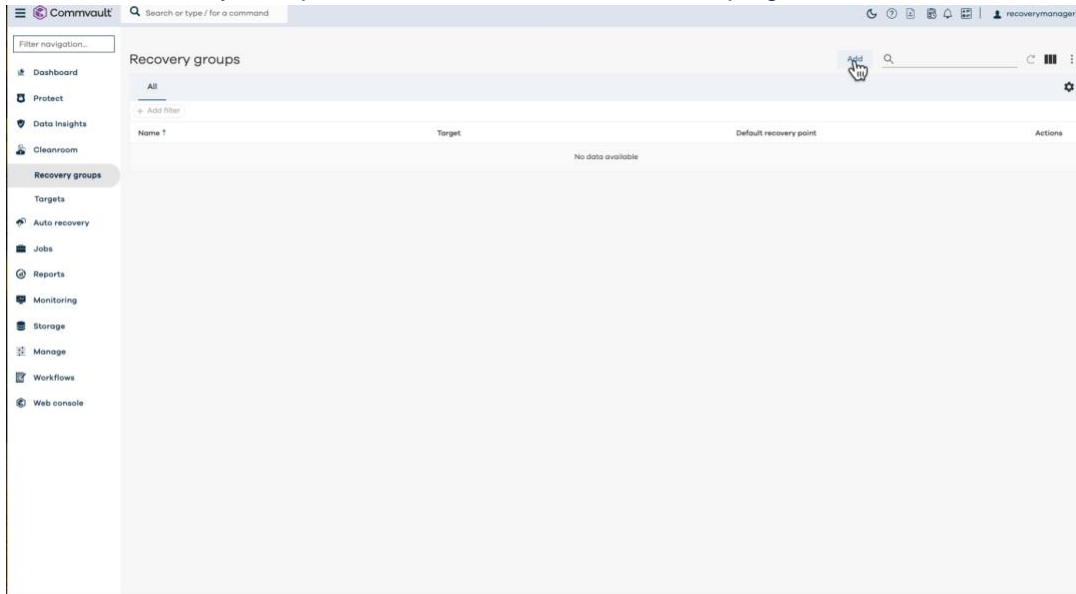 Commvault
Search or type / for a command
recoverymanager
Filter navigation...
Recovery groups
Add
Dashboard
All
Protect
+ Add filter
Data Insights
Name ↑ Target Default recovery point Actions
Cleanroom
No data available
Recovery groups
Targets
Auto recovery
Jobs
Reports
Monitoring
Storage
Manage
Workflows
Web console